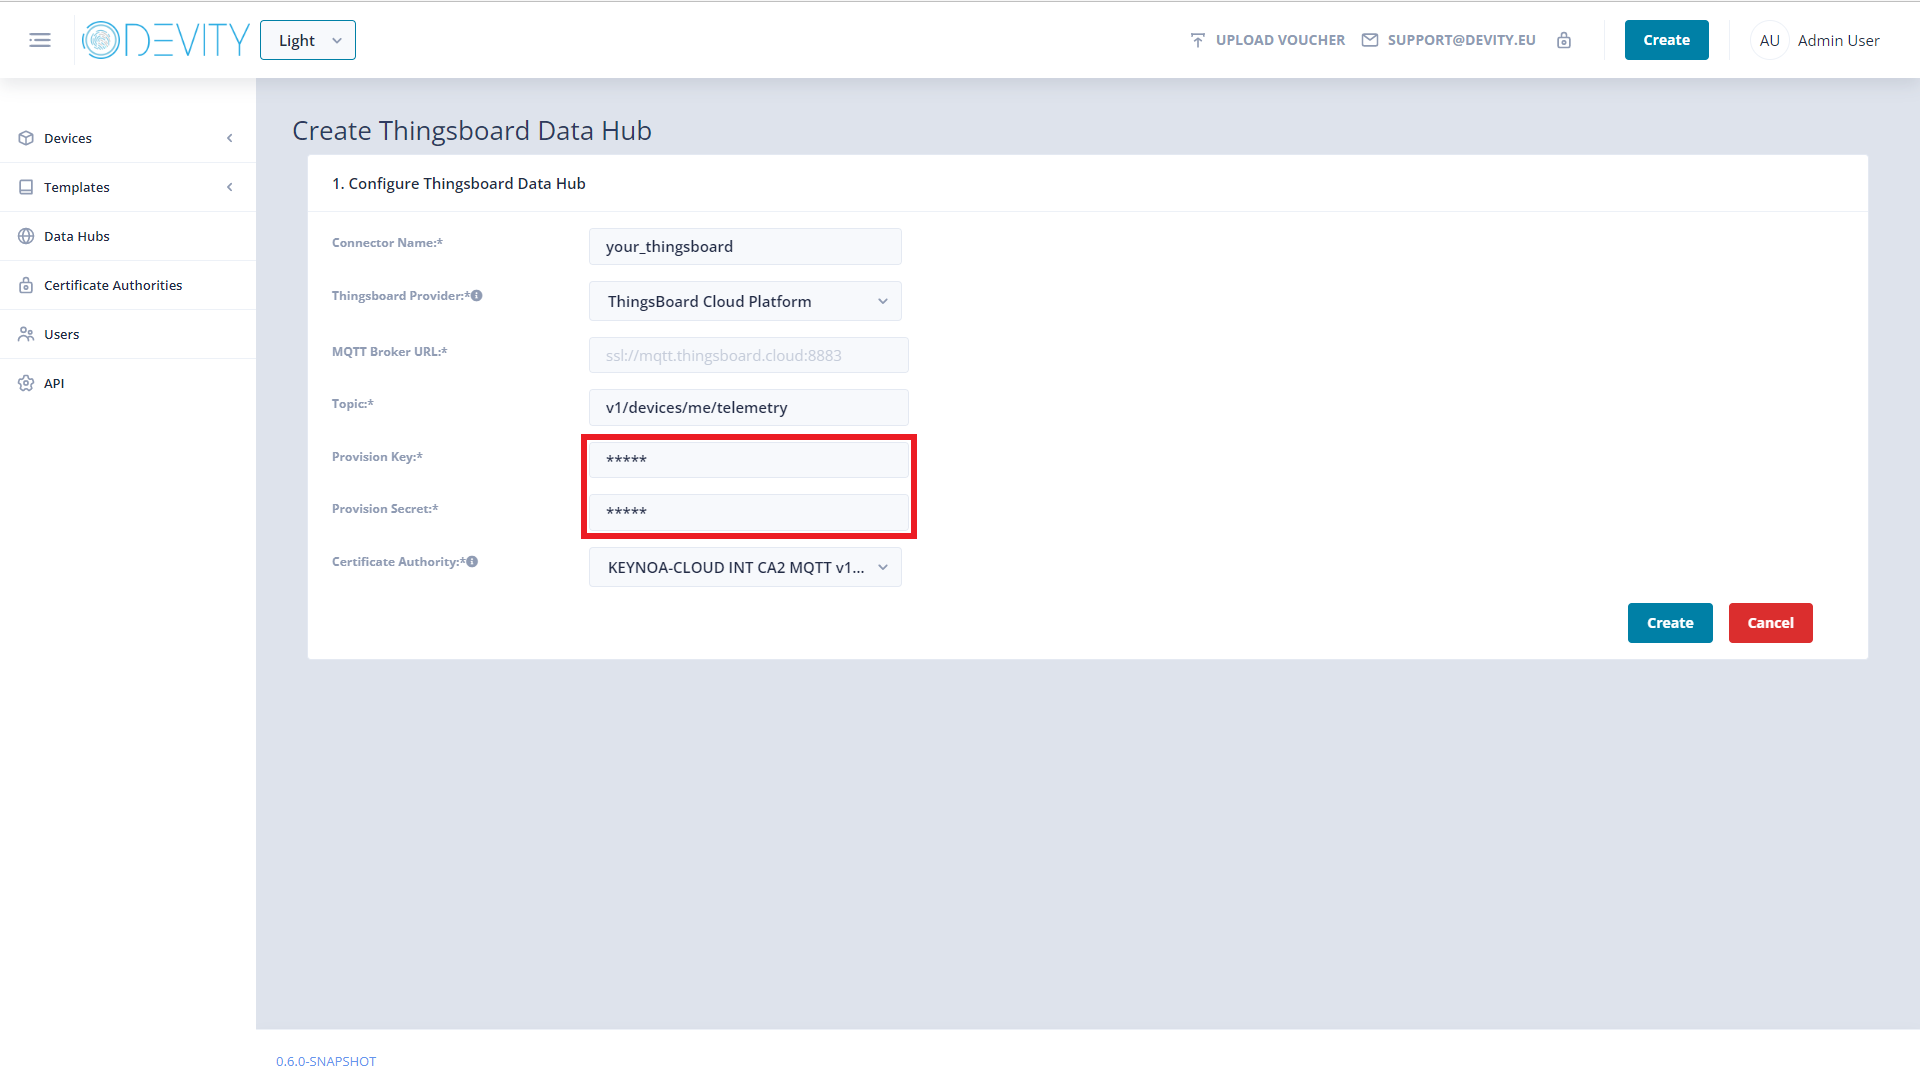 DEVITY
Light
UPLOAD VOUCHER
SUPPORT@DEVITY.EU
Create
AU
Admin User
Devices
Templates
Data Hubs
Certificate Authorities
Users
API
Create Thingsboard Data Hub
1. Configure Thingsboard Data Hub
Connector Name:*
your_thingsboard
Thingsboard Provider:*
ThingsBoard Cloud Platform
MQTT Broker URL:*
ssl://mqtt.thingsboard.cloud:8883
Topic:*
v1/devices/me/telemetry
Provision Key:*
*****
Provision Secret:*
*****
Certificate Authority:*
KEYNOA-CLOUD INT CA2 MQTT v1...
Create
Cancel
0.6.0-SNAPSHOT